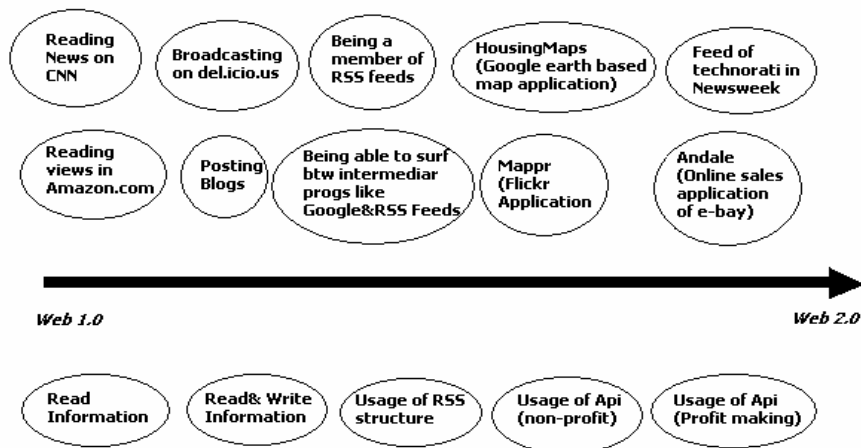 Reading
News on
CNN
Broadcasting
on del.icio.us
Being a
member of
RSS feeds
HousingMaps
(Google earth based
map application)
Feed of
technorati in
Newsweek
Reading
views in
Amazon.com
Posting
Blogs
Being able to surf
btw intermediar
progs like
Google&RSS Feeds
Mappr
(Flickr
Application
Andale
(Online sales
application
of e-bay)
Web 1.0
Web 2.0
Read
Information
Read& Write
Information
Usage of RSS
structure
Usage of Api
(non-profit)
Usage of Api
(Profit making)